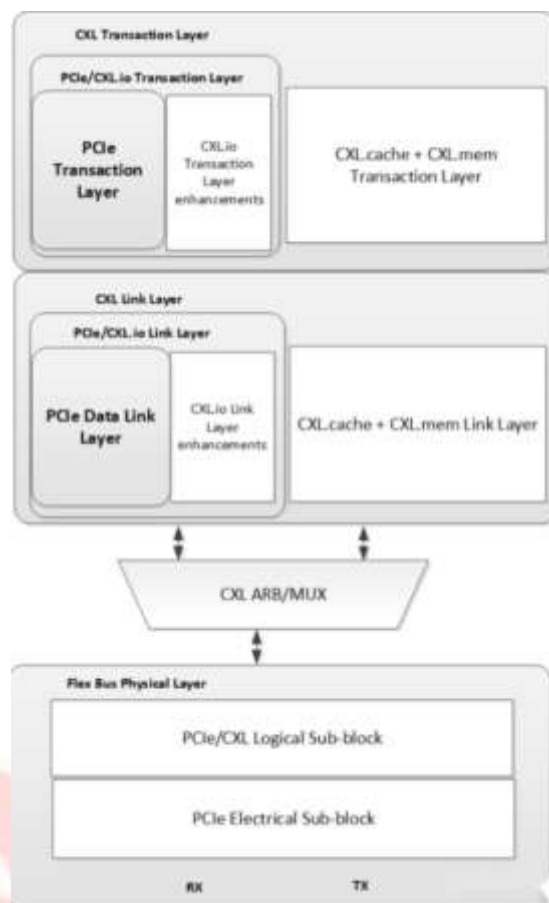 CXL Transaction Layer
PCIe/CXL.io Transaction Layer
PCIe
Transaction
Layer
CXL.io
Transaction
Layer
enhancements
CXL.cache + CXL.mem
Transaction Layer
CXL Link Layer
PCIe/CXL.io Link Layer
PCIe Data Link
Layer
CXL.io Link
Layer
enhancements
CXL.cache + CXL.mem Link Layer
CXL ARB/MUX
Flex Bus Physical Layer
PCIe/CXL Logical Sub-block
PCIe Electrical Sub-block
RX TX